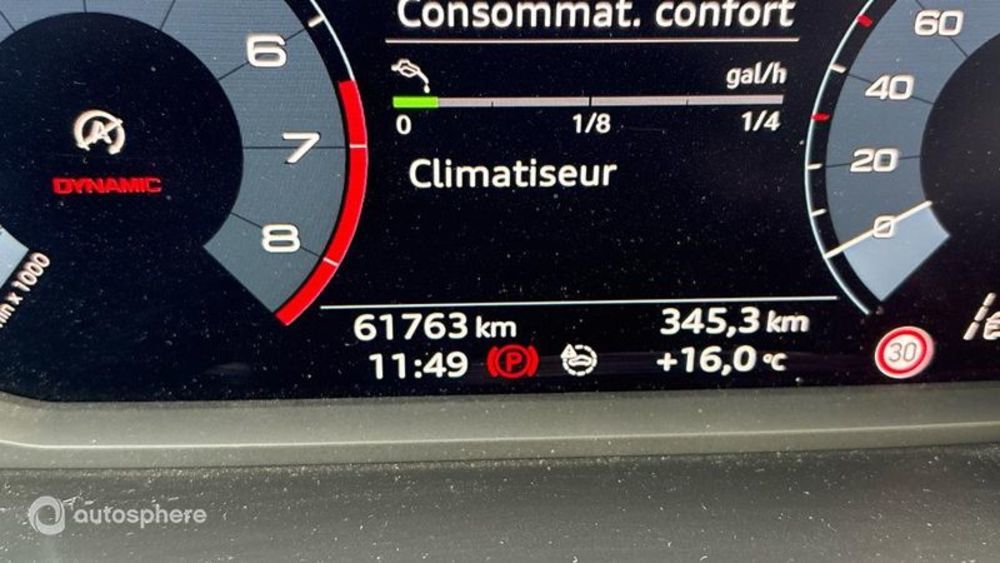 Consommat. confort
gal/h
0 1/8 1/4
Climatiseur
6
7
8
DYNAMIC
A
x 1000
60
40
20
0
61763 km
345,3 km
11:49
P
+16,0 °C
30
autosphere